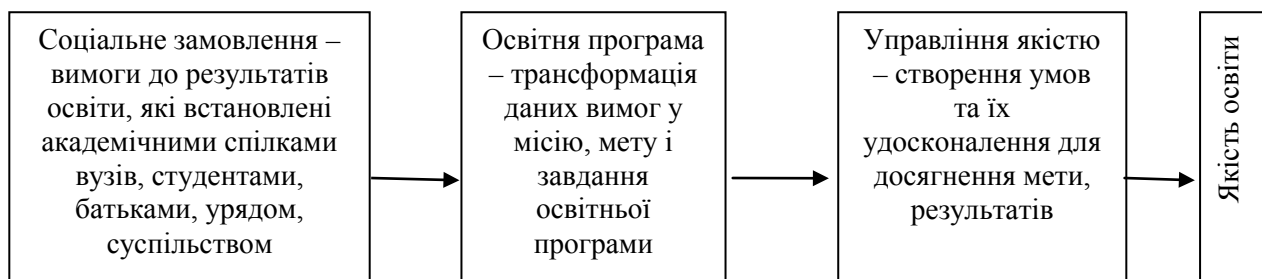 Соціальне замовлення –
вимоги до результатів
освіти, які встановлені
академічними спілками
вузів, студентами,
батьками, урядом,
суспільством
Освітня програма
– трансформація
даних вимог у
місію, мету і
завдання
освітньої
програми
Управління якістю
– створення умов
та їх
удосконалення для
досягнення мети,
результатів
Якість освіти